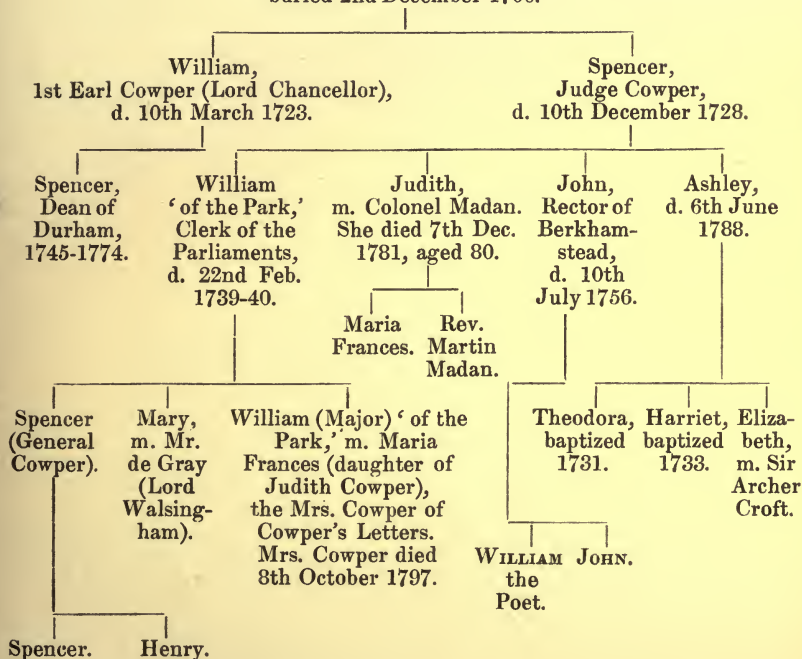 buried 2nd December 1706.
William,
1st Earl Cowper (Lord Chancellor),
d. 10th March 1723.
Spencer,
Judge Cowper,
d. 10th December 1728.
Spencer,
Dean of
Durham,
1745-1774.
William
‘of the Park,’
Clerk of the
Parliaments,
d. 22nd Feb.
1739-40.
Judith,
m. Colonel Madan.
She died 7th Dec.
1781, aged 80.
John,
Rector of
Berkham-
stead,
d. 10th
July 1756.
Ashley,
d. 6th June
1788.
Maria
Frances.
Rev.
Martin
Madan.
Spencer
(General
Cowper).
Mary,
m. Mr.
de Gray
(Lord
Walsing-
ham).
William (Major) ‘of the
Park,’ m. Maria
Frances (daughter of
Judith Cowper),
the Mrs. Cowper of
Cowper's Letters.
Mrs. Cowper died
8th October 1797.
Theodora,
baptized
1731.
Harriet,
baptized
1733.
Eliza-
beth,
m. Sir
Archer
Croft.
WILLIAM
the
Poet.
JOHN.
Spencer.
Henry.